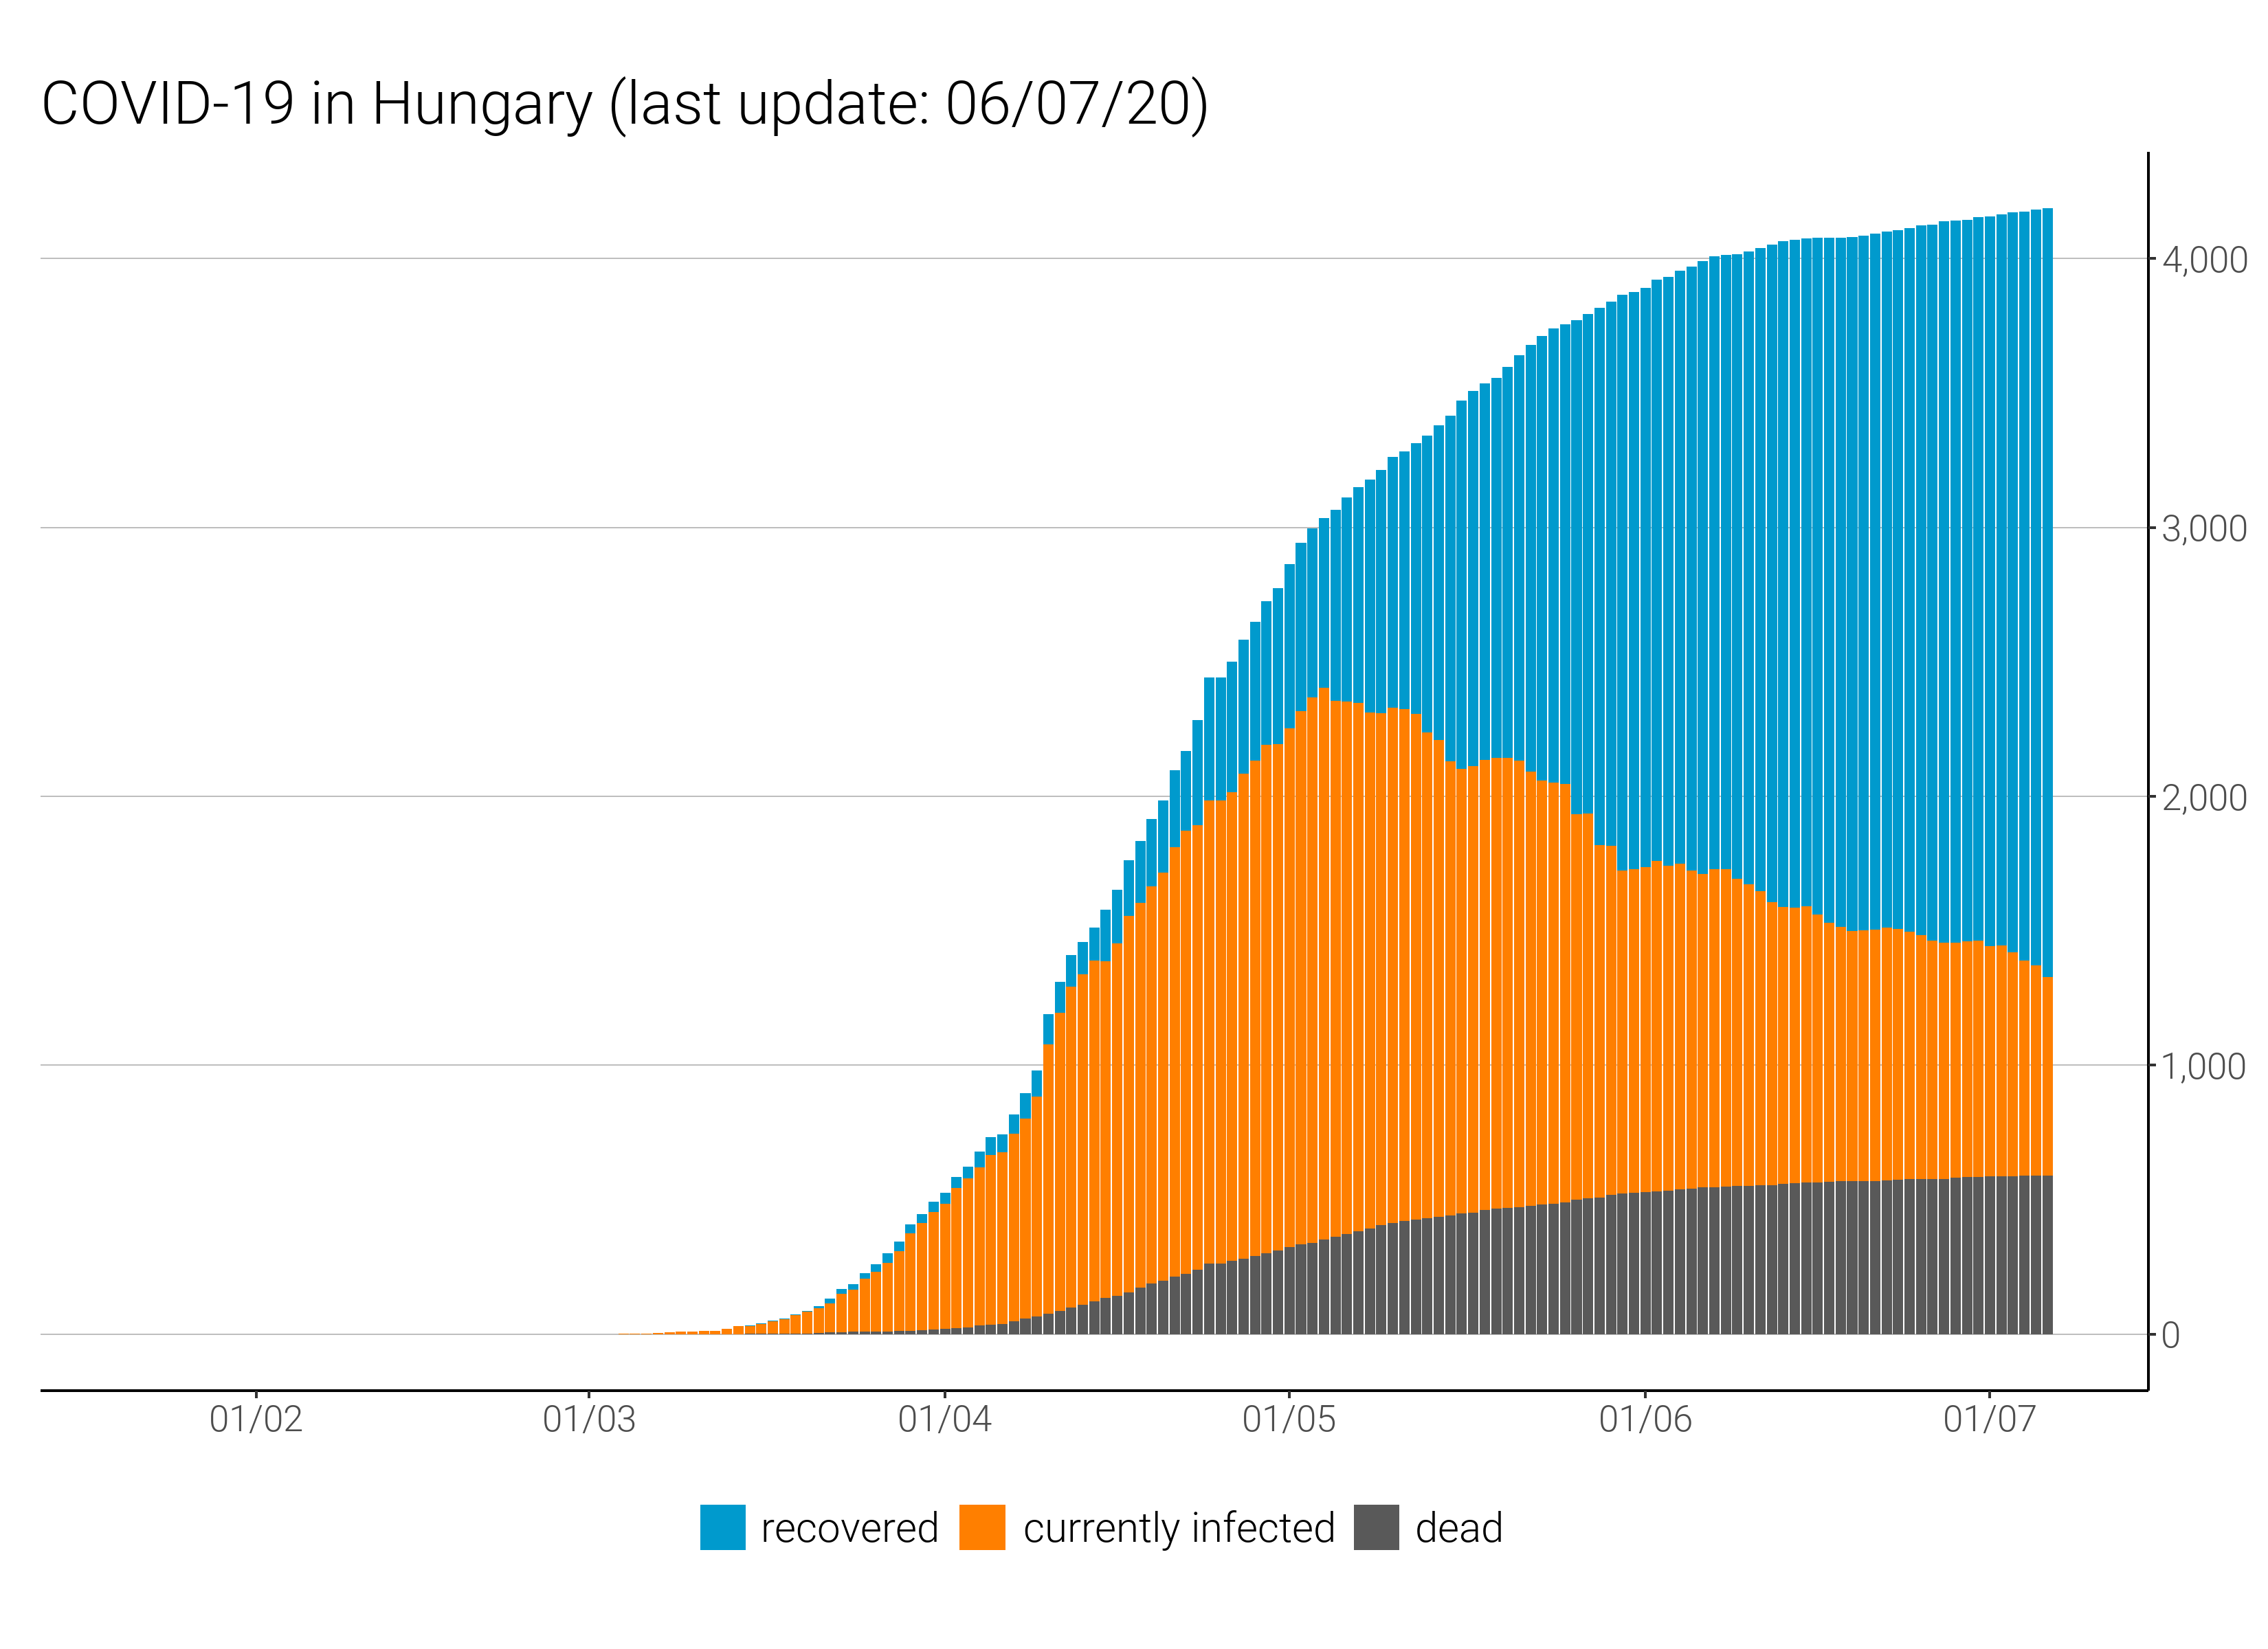 COVID-19 in Hungary (last update: 06/07/20)
4,000
3,000
2,000
1,000
0
01/02 01/03 01/04 01/05 01/06 01/07
recovered currently infected dead